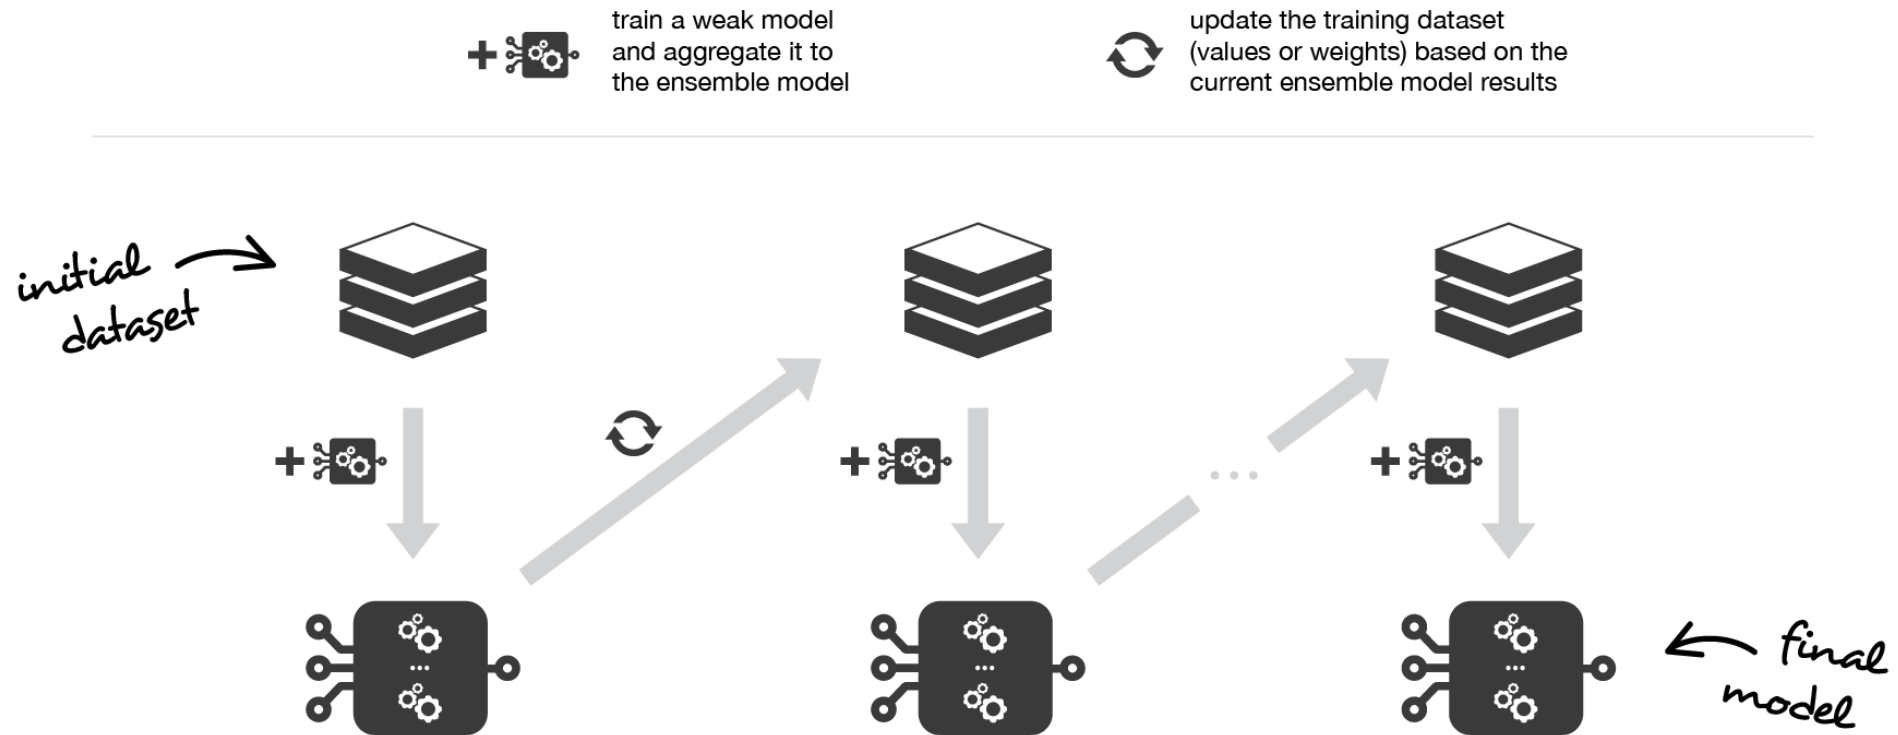 train a weak model
and aggregate it to
the ensemble model
update the training dataset
(values or weights) based on the
current ensemble model results
initial
dataset
final
model